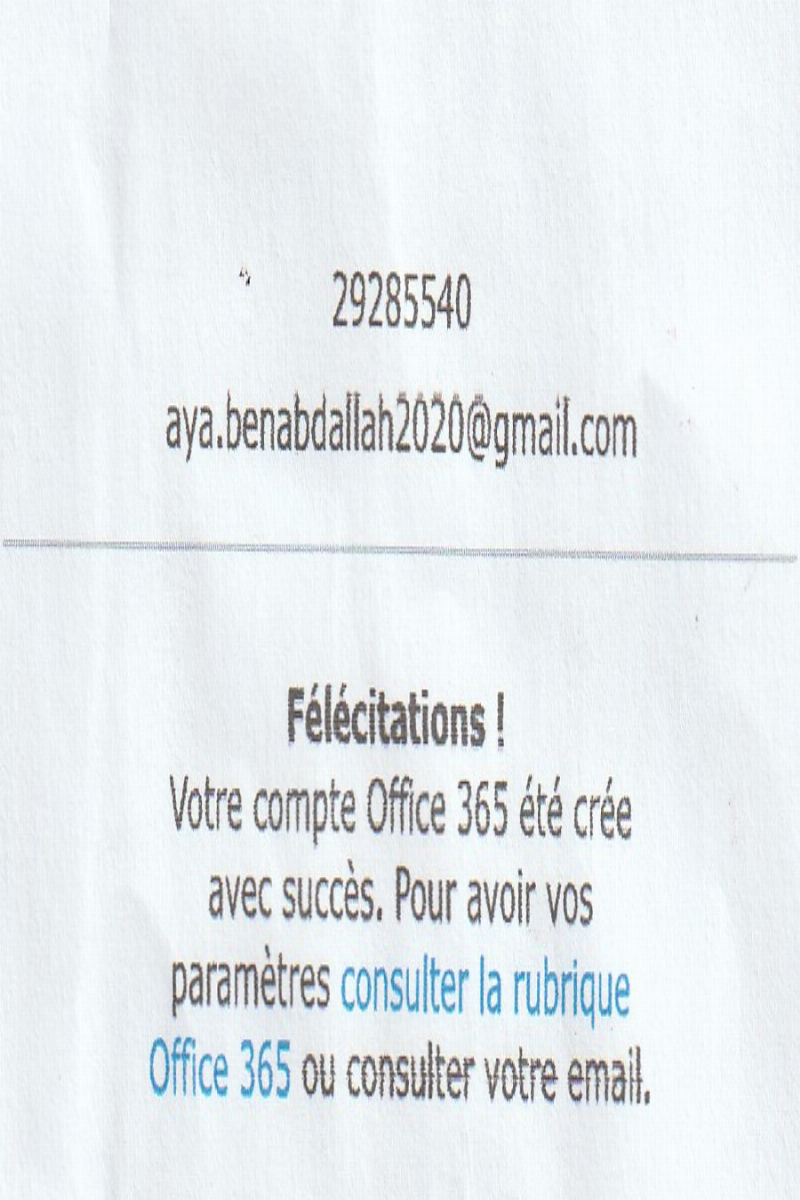 29285540
aya.benabdallah2020@gmail.com
Félécitations !
Votre compte Office 365 été crée
avec succès. Pour avoir vos
paramètres consulter la rubrique
Office 365 ou consulter votre email.